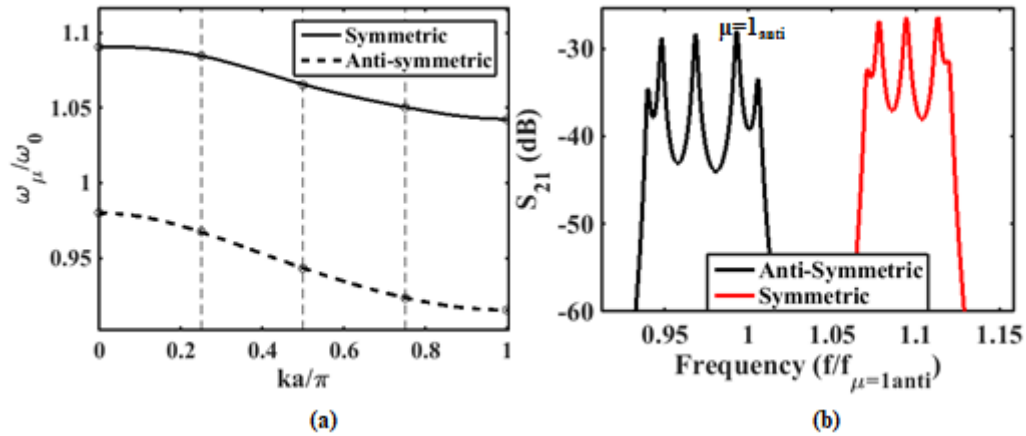 1.1
1.05
1
0.95
ω_μ/ω_0
Symmetric
Anti-symmetric
0
0.2
0.4
0.6
0.8
1
ka/π
(a)
-30
-40
-50
-60
S_21 (dB)
μ=1_anti
Anti-Symmetric
Symmetric
0.95
1
1.05
1.1
1.15
Frequency (f/f_μ=1anti)
(b)